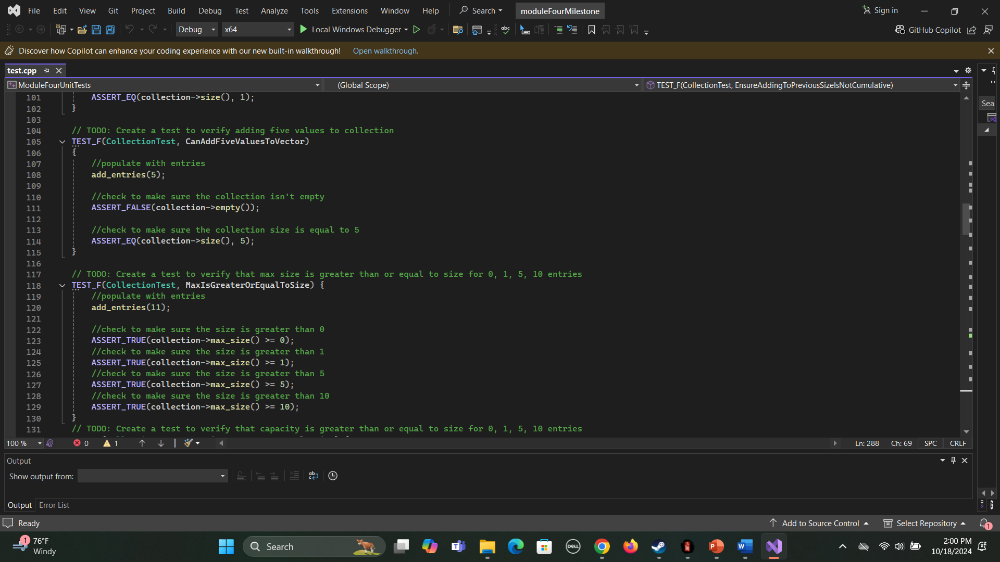 File Edit View Git Project Build Debug Test Analyze Tools Extensions Window Help Search moduleFourMilestone Sign in
Debug x64 Local Windows Debugger GitHub Copilot
Discover how Copilot can enhance your coding experience with our new built-in walkthrough! Open walkthrough.
test.cpp
ModuleFourUnitTests (Global Scope) TEST_F(CollectionTest, EnsureAddingToPreviousSizeIsNotCumulative)
101 ASSERT_EQ(collection->size(), 1);
102 }
103
104 // TODO: Create a test to verify adding five values to collection
105 TEST_F(CollectionTest, CanAddFiveValuesToVector)
106 {
107 //populate with entries
108 add_entries(5);
109
110 //check to make sure the collection isn't empty
111 ASSERT_FALSE(collection->empty());
112
113 //check to make sure the collection size is equal to 5
114 ASSERT_EQ(collection->size(), 5);
115 }
116
117 // TODO: Create a test to verify that max size is greater than or equal to size for 0, 1, 5, 10 entries
118 TEST_F(CollectionTest, MaxIsGreaterOrEqualToSize) {
119 //populate with entries
120 add_entries(11);
121
122 //check to make sure the size is greater than 0
123 ASSERT_TRUE(collection->max_size() >= 0);
124 //check to make sure the size is greater than 1
125 ASSERT_TRUE(collection->max_size() >= 1);
126 //check to make sure the size is greater than 5
127 ASSERT_TRUE(collection->max_size() >= 5);
128 //check to make sure the size is greater than 10
129 ASSERT_TRUE(collection->max_size() >= 10);
130 }
131 // TODO: Create a test to verify that capacity is greater than or equal to size for 0, 1, 5, 10 entries
Sea
100 % 0 1 Ln: 288 Ch: 69 SPC CRLF
Output
Show output from:
Output Error List
Ready Add to Source Control Select Repository 1
1 76°F
Windy
Search
DELL
2:00 PM
10/18/2024